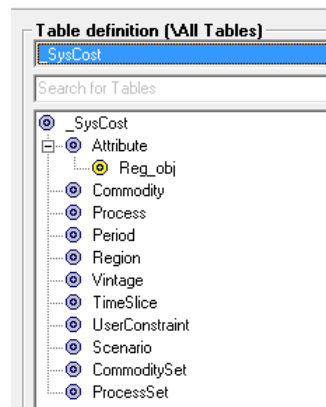 Table definition (\All Tables)
_SysCost
Search for Tables
_SysCost
Attribute
Reg_obj
Commodity
Process
Period
Region
Vintage
TimeSlice
UserConstraint
Scenario
CommoditySet
ProcessSet